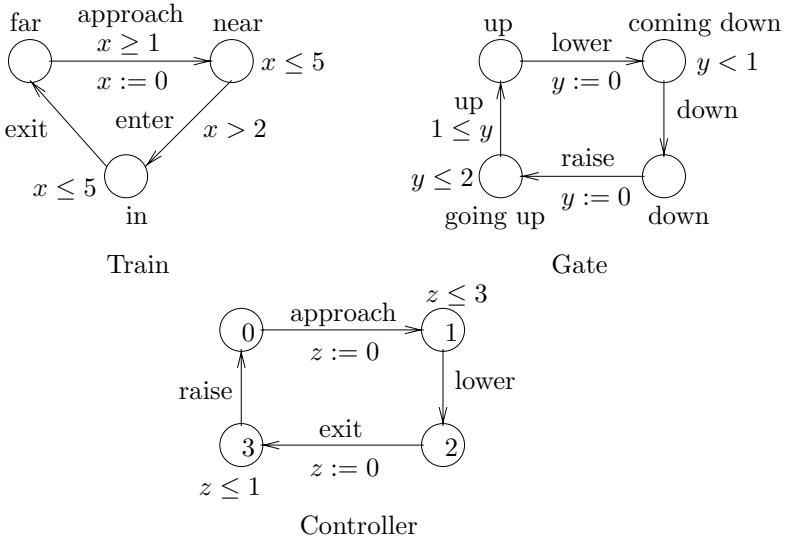 approach
far
x ≥ 1
near
x := 0
x ≤ 5
exit
enter
x > 2
x ≤ 5
in
Train
up
coming down
lower
y := 0
y < 1
up
1 ≤ y
down
raise
y ≤ 2
y := 0
going up
down
Gate
z ≤ 3
approach
0
1
z := 0
raise
lower
exit
3
2
z := 0
z ≤ 1
Controller